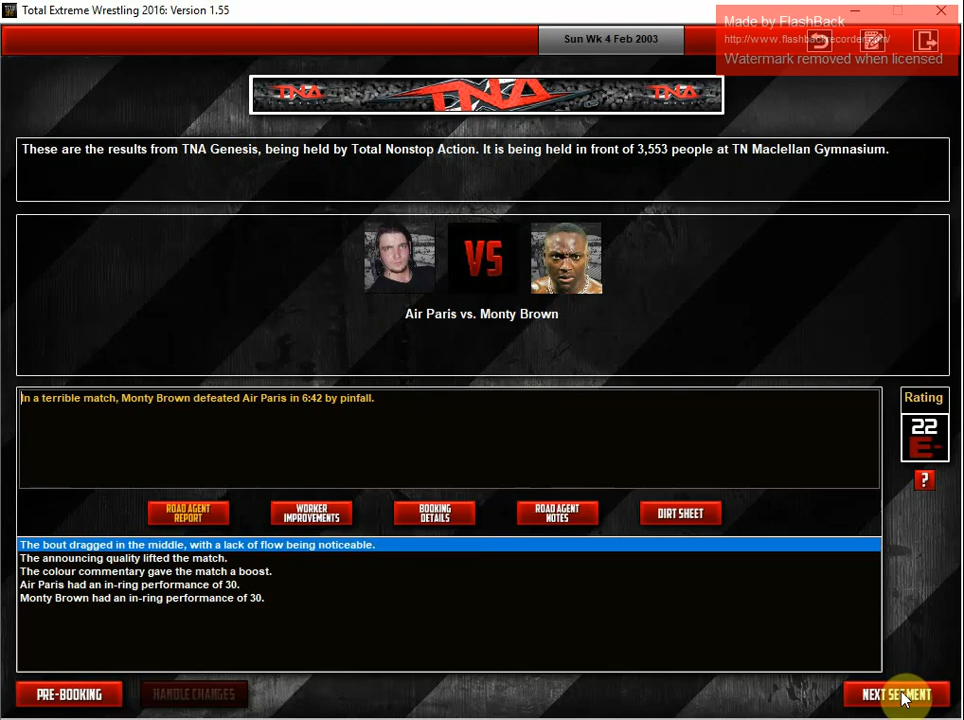 Total Extreme Wrestling 2016: Version 1.55
Made by FlashBack
Sun Wk 4 Feb 2003
http://www.flashbackrecorder.com/
Watermark removed when licensed
TNA TNA TNA
These are the results from TNA Genesis, being held by Total Nonstop Action. It is being held in front of 3,553 people at TN Maclellan Gymnasium.
VS
Air Paris vs. Monty Brown
In a terrible match, Monty Brown defeated Air Paris in 6:42 by pinfall.
Rating
22
E-
?
ROAD AGENT REPORT
WORKER IMPROVEMENTS
BOOKING DETAILS
ROAD AGENT NOTES
DIRT SHEET
The bout dragged in the middle, with a lack of flow being noticeable.
The announcing quality lifted the match.
The colour commentary gave the match a boost.
Air Paris had an in-ring performance of 30.
Monty Brown had an in-ring performance of 30.
PRE-BOOKING
HANDLE CHANGES
NEXT SEGMENT